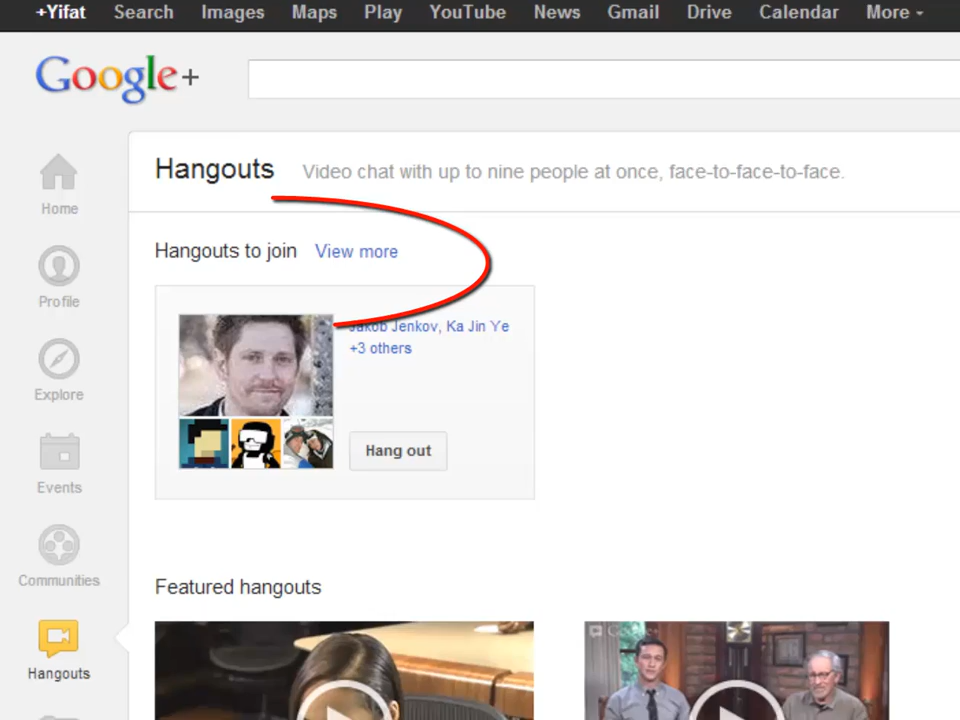 +Yifat Search Images Maps Play YouTube News Gmail Drive Calendar More
Google+
Hangouts Video chat with up to nine people at once, face-to-face-to-face.
Home
Hangouts to join View more
Profile
Jakob Jenkov, Ka Jin Ye
+3 others
Explore
Hang out
Events
Communities
Featured hangouts
Hangouts